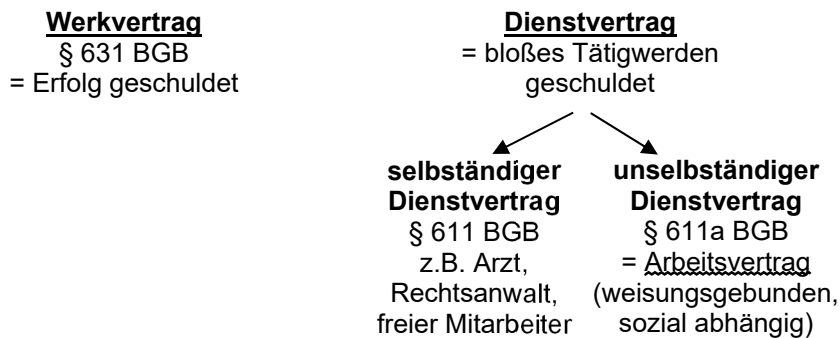 Werkvertrag
§ 631 BGB
= Erfolg geschuldet
Dienstvertrag
= bloßes Tätigwerden
geschuldet
selbständiger
Dienstvertrag
§ 611 BGB
z.B. Arzt,
Rechtsanwalt,
freier Mitarbeiter
unselbständiger
Dienstvertrag
§ 611a BGB
= Arbeitsvertrag
(weisungsgebunden,
sozial abhängig)